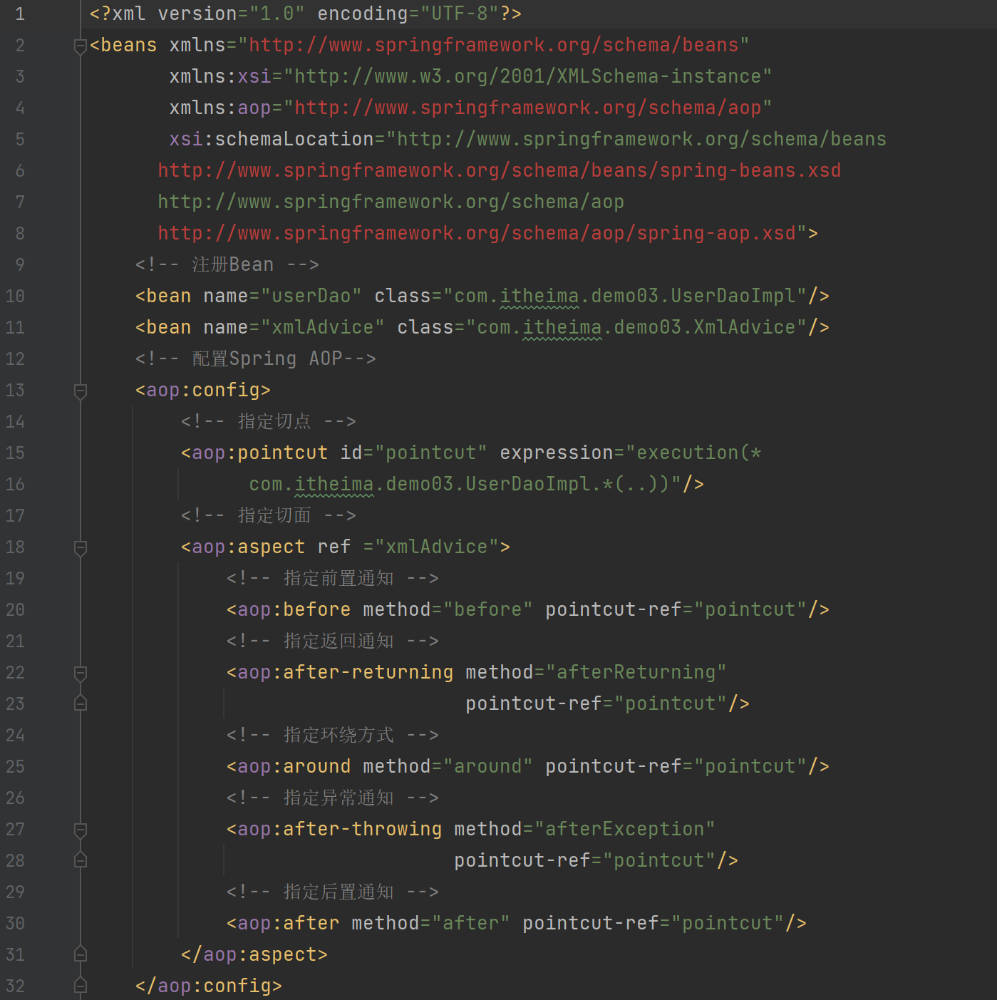 1 <?xml version="1.0" encoding="UTF-8"?>
2 <beans xmlns="http://www.springframework.org/schema/beans"
3 xmlns:xsi="http://www.w3.org/2001/XMLSchema-instance"
4 xmlns:aop="http://www.springframework.org/schema/aop"
5 xsi:schemaLocation="http://www.springframework.org/schema/beans
6 http://www.springframework.org/schema/beans/spring-beans.xsd
7 http://www.springframework.org/schema/aop
8 http://www.springframework.org/schema/aop/spring-aop.xsd">
9 <!-- 注册Bean -->
10 <bean name="userDao" class="com.itheima.demo03.UserDaoImpl"/>
11 <bean name="xmlAdvice" class="com.itheima.demo03.XmlAdvice"/>
12 <!-- 配置Spring AOP-->
13 <aop:config>
14 <!-- 指定切点 -->
15 <aop:pointcut id="pointcut" expression="execution(*
16 com.itheima.demo03.UserDaoImpl.*(..))"/>
17 <!-- 指定切面 -->
18 <aop:aspect ref ="xmlAdvice">
19 <!-- 指定前置通知 -->
20 <aop:before method="before" pointcut-ref="pointcut"/>
21 <!-- 指定返回通知 -->
22 <aop:after-returning method="afterReturning"
23 pointcut-ref="pointcut"/>
24 <!-- 指定环绕方式 -->
25 <aop:around method="around" pointcut-ref="pointcut"/>
26 <!-- 指定异常通知 -->
27 <aop:after-throwing method="afterException"
28 pointcut-ref="pointcut"/>
29 <!-- 指定后置通知 -->
30 <aop:after method="after" pointcut-ref="pointcut"/>
31 </aop:aspect>
32 </aop:config>